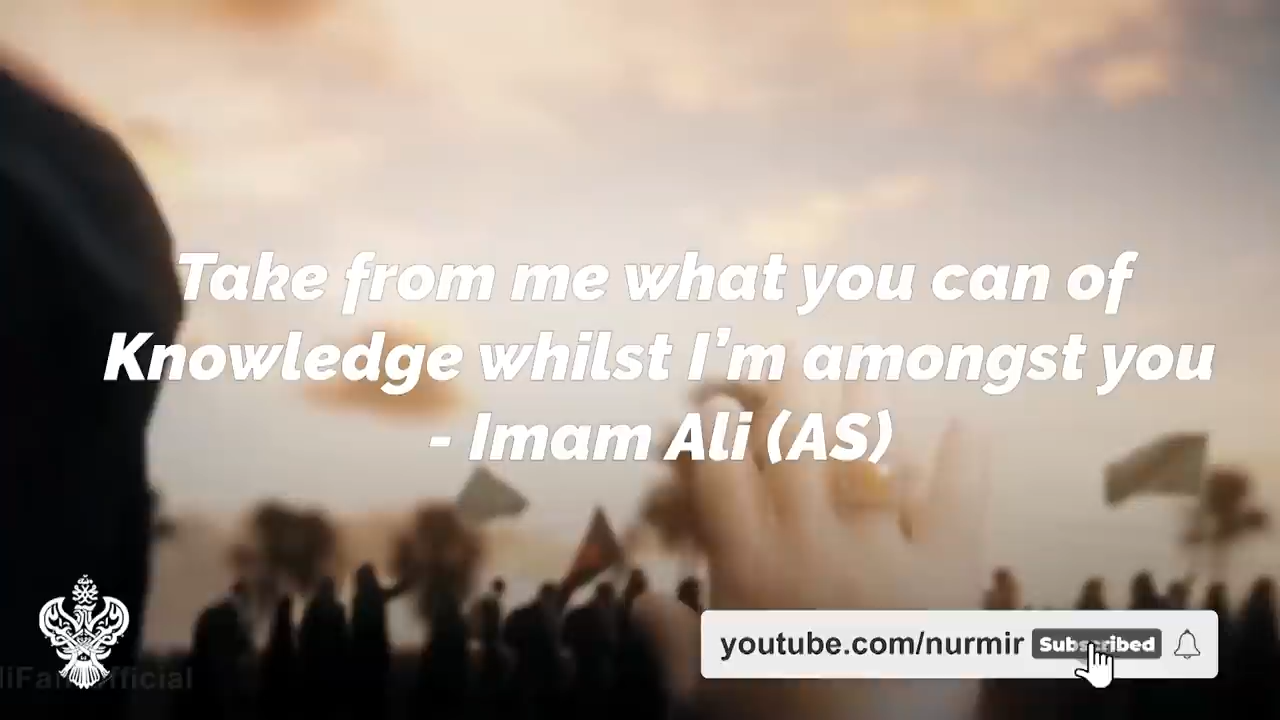 Take from me what you can of
Knowledge whilst I'm amongst you
- Imam Ali (AS)
youtube.com/nurmir Subscribed